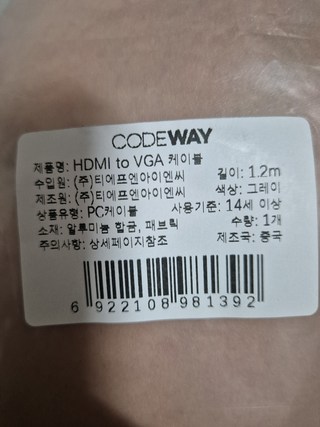 CODEWAY
제품명: HDMI to VGA 케이블
수입원: (주)티에프엔아이엔씨 길이: 1.2m
제조원: (주)티에프엔아이엔씨 색상: 그레이
상품유형: PC케이블 사용기준: 14세 이상
소재: 알루미늄 합금, 패브릭 수량: 1개
주의사항: 상세페이지참조 제조국: 중국
6 922108 981392